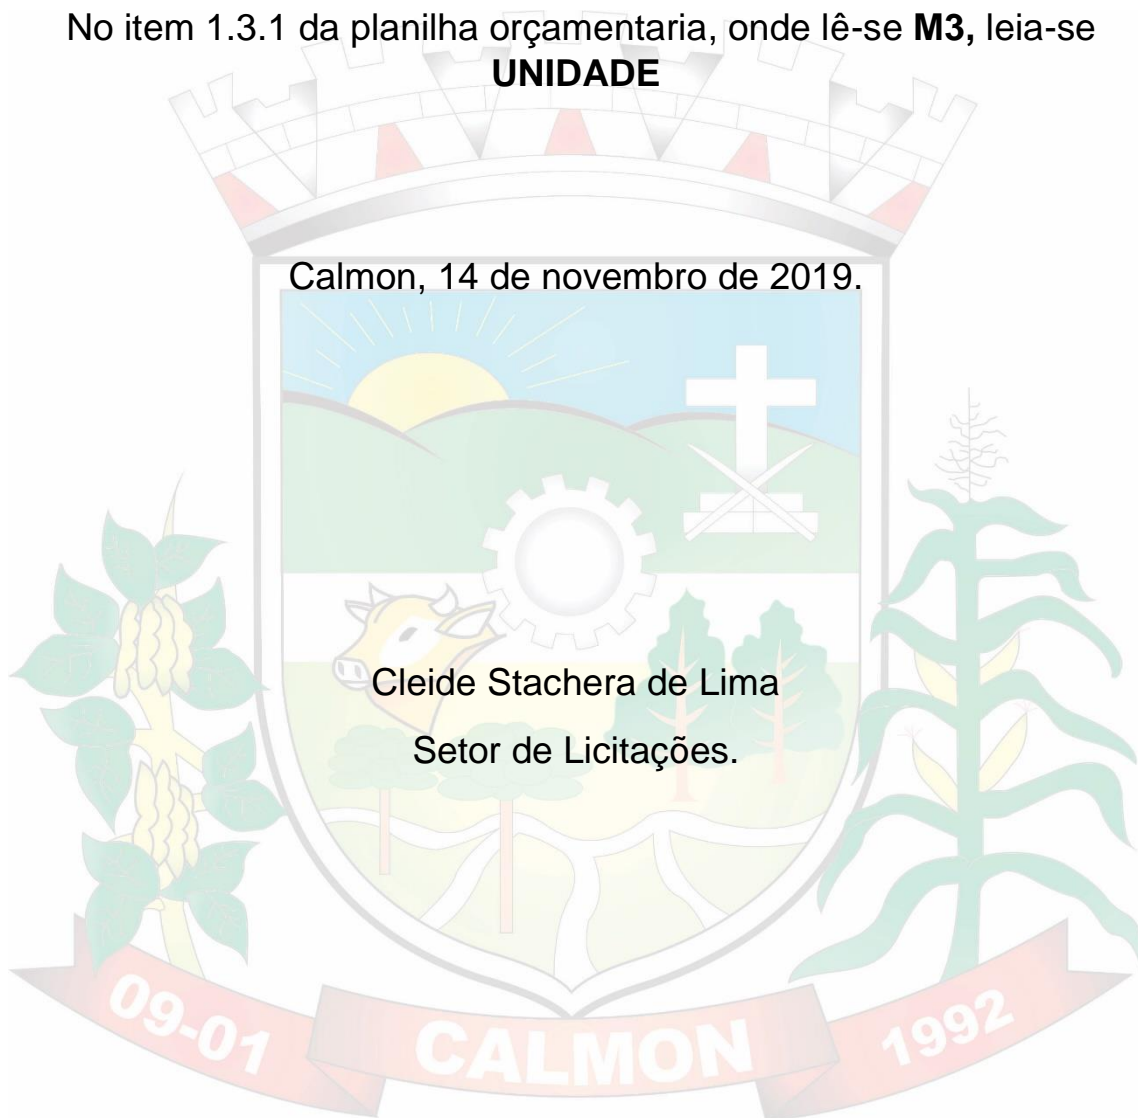 No item 1.3.1 da planilha orçamentaria, onde lê-se M3, leia-se
UNIDADE
Calmon, 14 de novembro de 2019.
Cleide Stachera de Lima
Setor de Licitações.
09-01 CALMON 1992